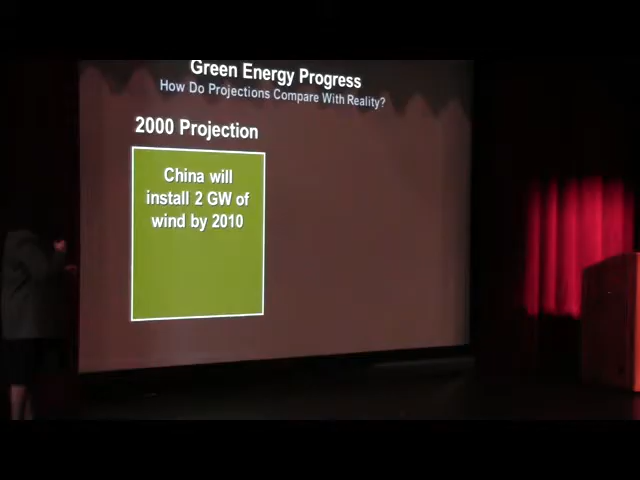 Green Energy Progress
How Do Projections Compare With Reality?
2000 Projection
China will
install 2 GW of
wind by 2010